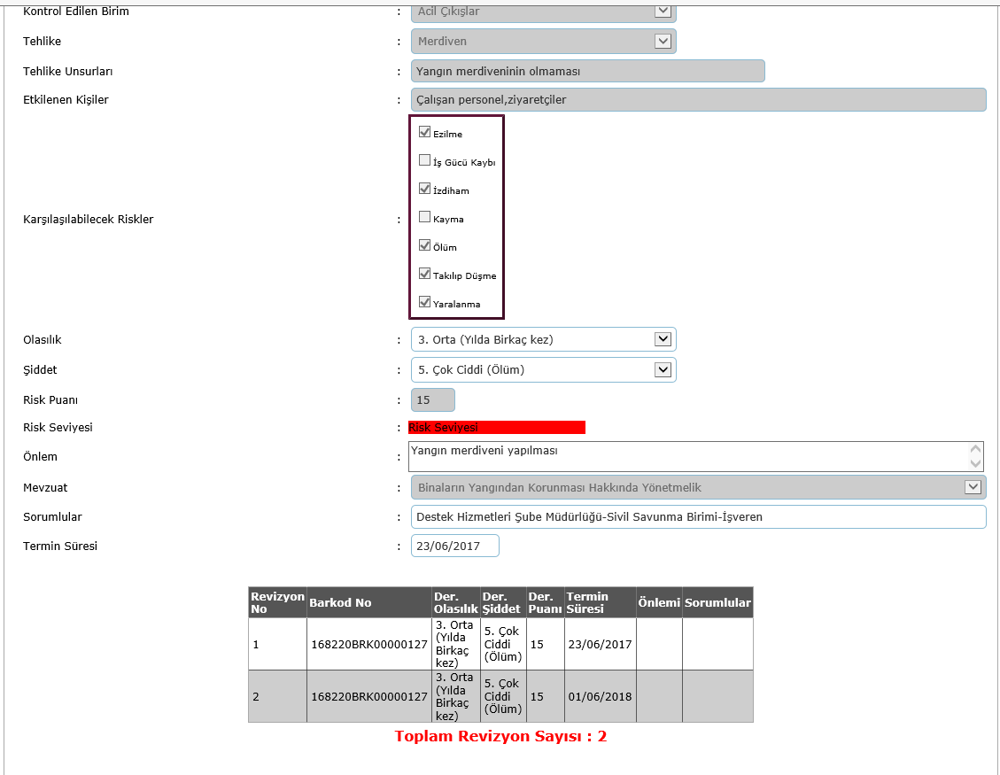 Kontrol Edilen Birim : Acil Çıkışlar
Tehlike : Merdiven
Tehlike Unsurları : Yangın merdiveninin olmaması
Etkilenen Kişiler : Çalışan personel,ziyaretçiler
Karşılaşılabilecek Riskler :
Ezilme
İş Gücü Kaybı
İzdiham
Kayma
Ölüm
Takılıp Düşme
Yaralanma
Olasılık : 3. Orta (Yılda Birkaç kez)
Şiddet : 5. Çok Ciddi (Ölüm)
Risk Puanı : 15
Risk Seviyesi : Risk Seviyesi
Önlem : Yangın merdiveni yapılması
Mevzuat : Binaların Yangından Korunması Hakkında Yönetmelik
Sorumlular : Destek Hizmetleri Şube Müdürlüğü-Sivil Savunma Birimi-İşveren
Termin Süresi : 23/06/2017
Revizyon No Barkod No Der. Olasılık Der. Şiddet Der. Puanı Termin Süresi Önlemi Sorumlular
1 168220BRK00000127 3. Orta (Yılda Birkaç kez) 5. Çok Ciddi (Ölüm) 15 23/06/2017
2 168220BRK00000127 3. Orta (Yılda Birkaç kez) 5. Çok Ciddi (Ölüm) 15 01/06/2018
Toplam Revizyon Sayısı : 2